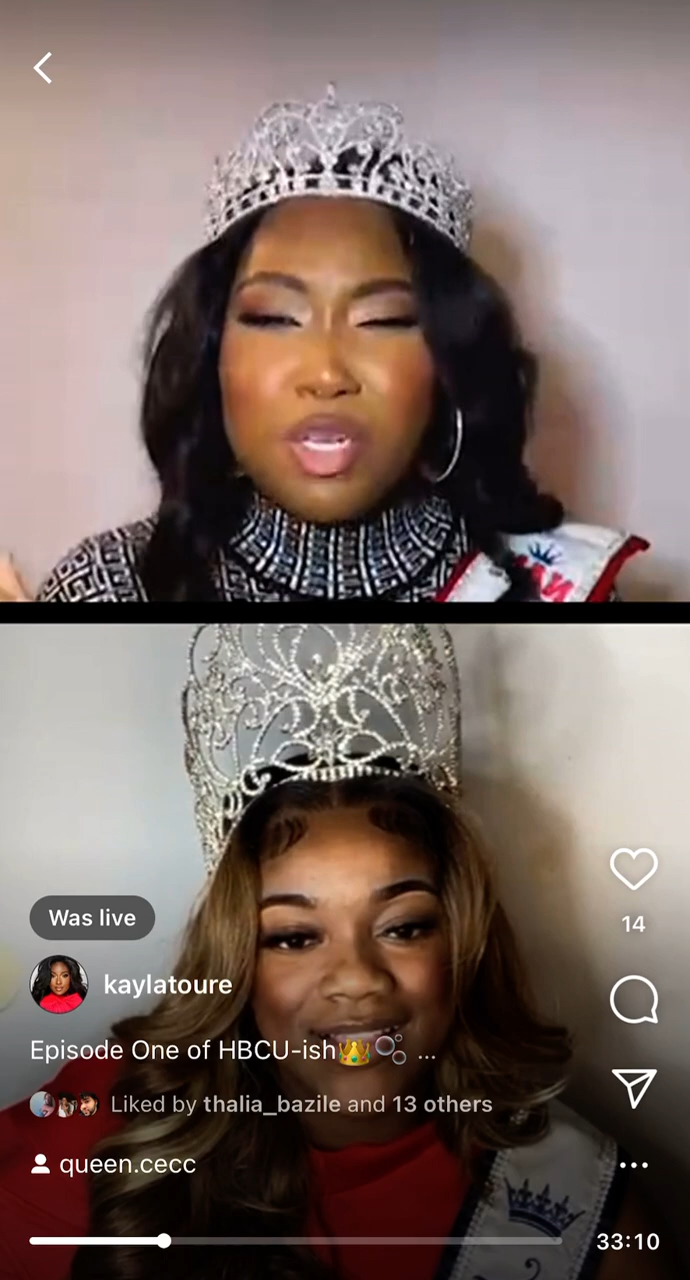 Was live
kaylatoure
Episode One of HBCU-ish👑🫧 ...
Liked by thalia_bazile and 13 others
queen.cecc
14
33:10